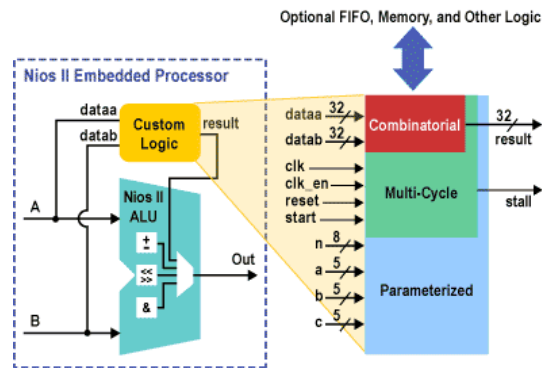 Optional FIFO, Memory, and Other Logic
Nios II Embedded Processor
dataa
datab
Custom
Logic
result
A
Nios II
ALU
+
-
<<
>>
&
Out
B
dataa 32
datab 32
clk
clk_en
reset
start
n 8
a 5
b 5
c 5
Combinatorial
Multi-Cycle
Parameterized
32
result
stall